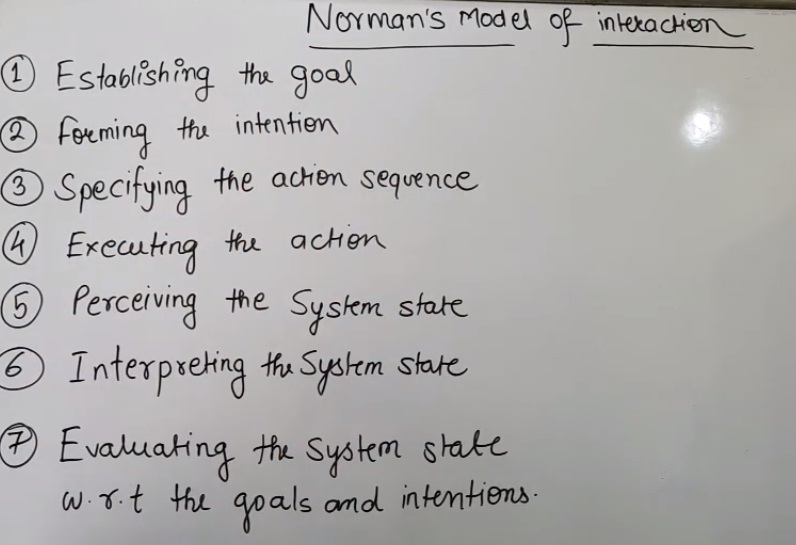 Norman's Model of interaction
① Establishing the goal
② forming the intention
③ Specifying the action sequence
④ Executing the action
⑤ Perceiving the System state
⑥ Interpreting the System state
⑦ Evaluating the System state
w.r.t the goals and intentions.